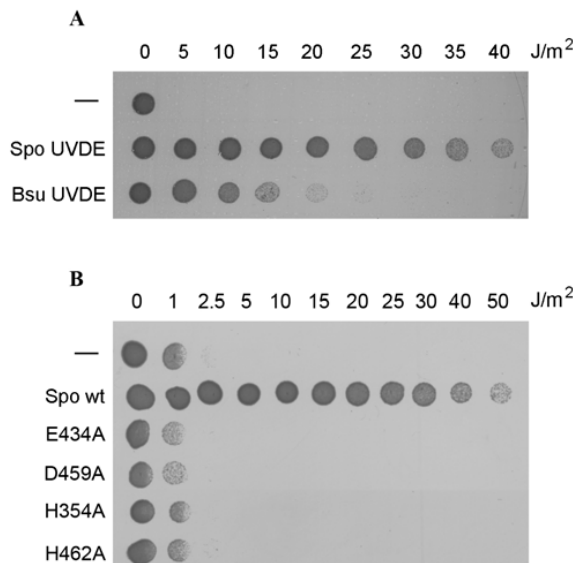 A
0 5 10 15 20 25 30 35 40 J/m²
—
Spo UVDE
Bsu UVDE
B
0 1 2.5 5 10 15 20 25 30 40 50 J/m²
—
Spo wt
E434A
D459A
H354A
H462A